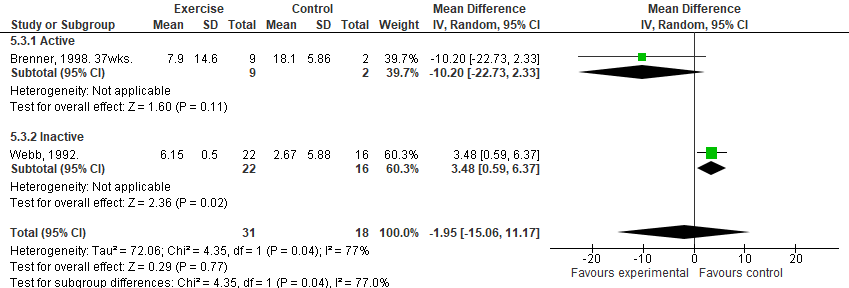 Exercise Control Mean Difference Mean Difference
Study or Subgroup Mean SD Total Mean SD Total Weight IV, Random, 95% CI IV, Random, 95% CI
5.3.1 Active
Brenner, 1998. 37wks. 7.9 14.6 9 18.1 5.86 2 39.7% -10.20 [-22.73, 2.33]
Subtotal (95% CI) 9 2 39.7% -10.20 [-22.73, 2.33]
Heterogeneity: Not applicable
Test for overall effect: Z = 1.60 (P = 0.11)
5.3.2 Inactive
Webb, 1992. 6.15 0.5 22 2.67 5.88 16 60.3% 3.48 [0.59, 6.37]
Subtotal (95% CI) 22 16 60.3% 3.48 [0.59, 6.37]
Heterogeneity: Not applicable
Test for overall effect: Z = 2.36 (P = 0.02)
Total (95% CI) 31 18 100.0% -1.95 [-15.06, 11.17]
Heterogeneity: Tau² = 72.06; Chi² = 4.35, df = 1 (P = 0.04); I² = 77%
Test for overall effect: Z = 0.29 (P = 0.77)
Test for subgroup differences: Chi² = 4.35, df = 1 (P = 0.04), I² = 77.0%
-20 -10 0 10 20
Favours experimental Favours control